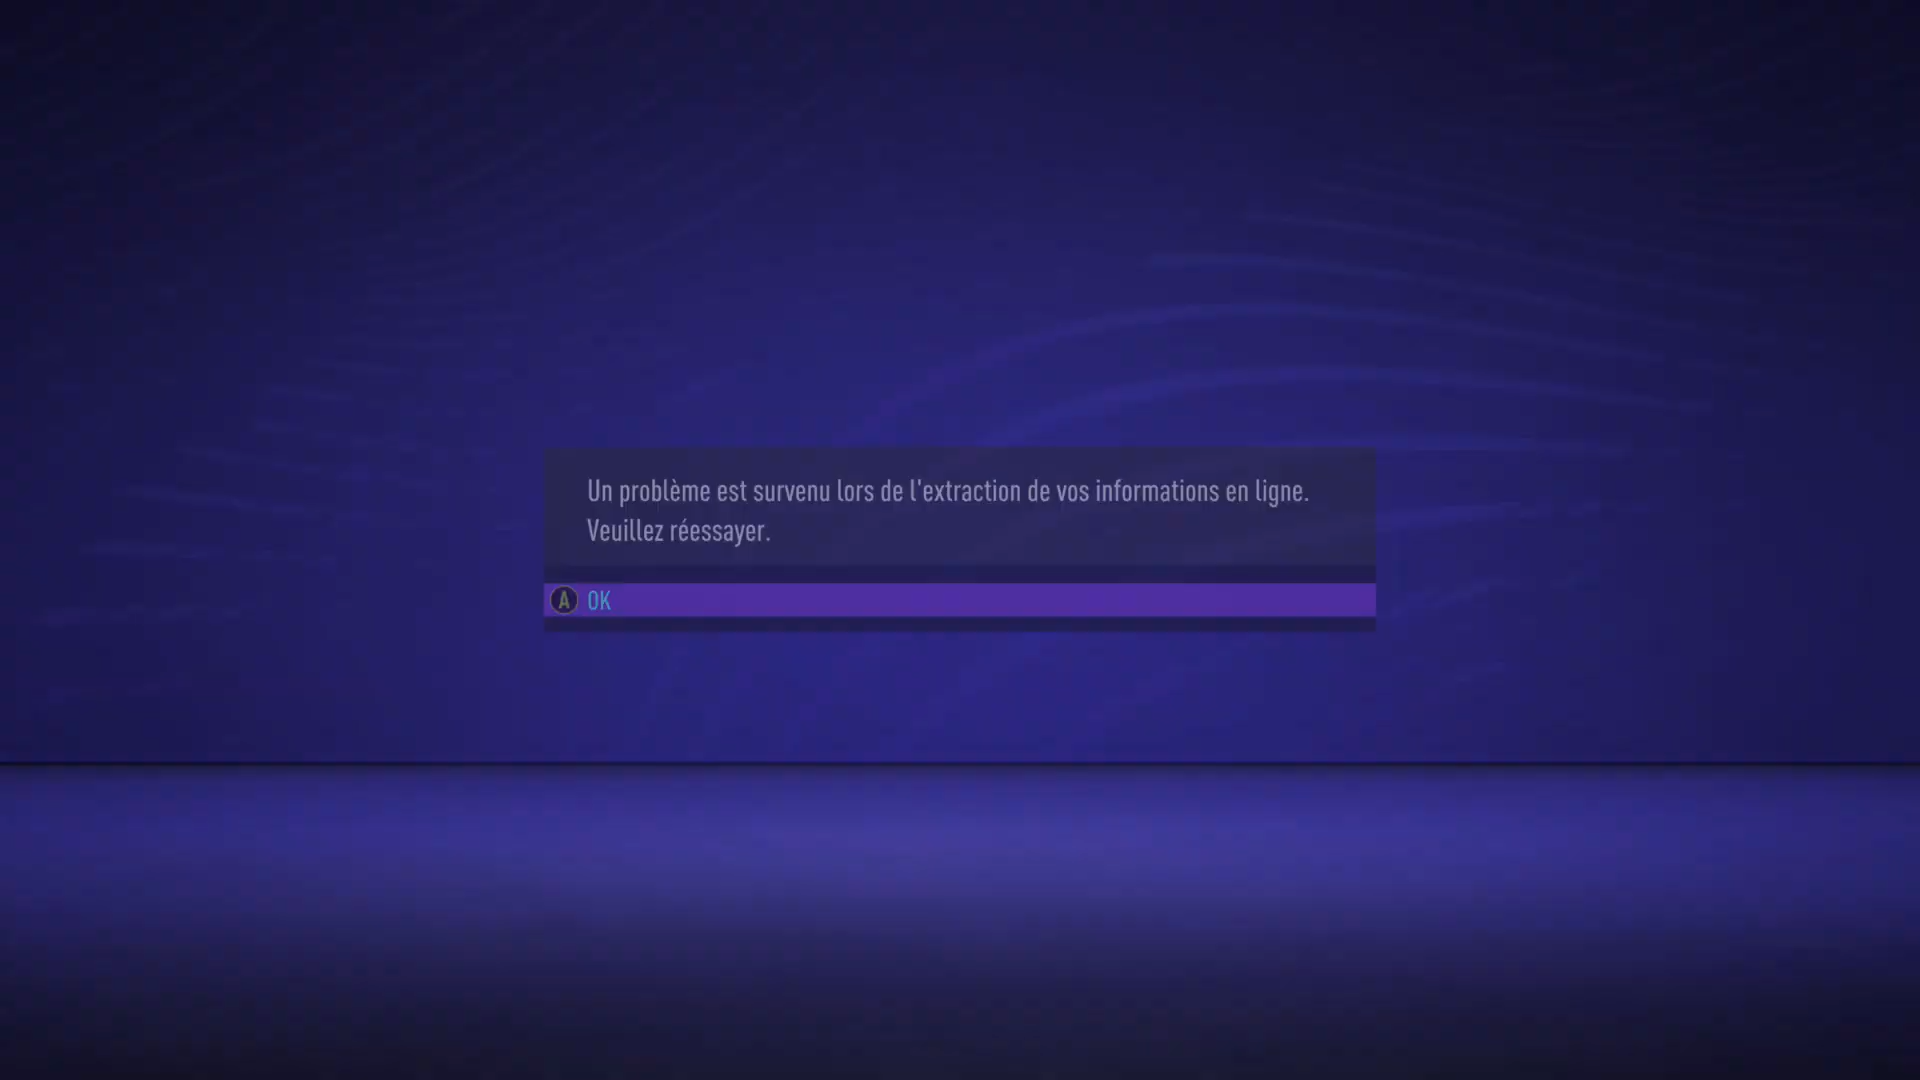 Un problème est survenu lors de l'extraction de vos informations en ligne.
Veuillez réessayer.
A OK